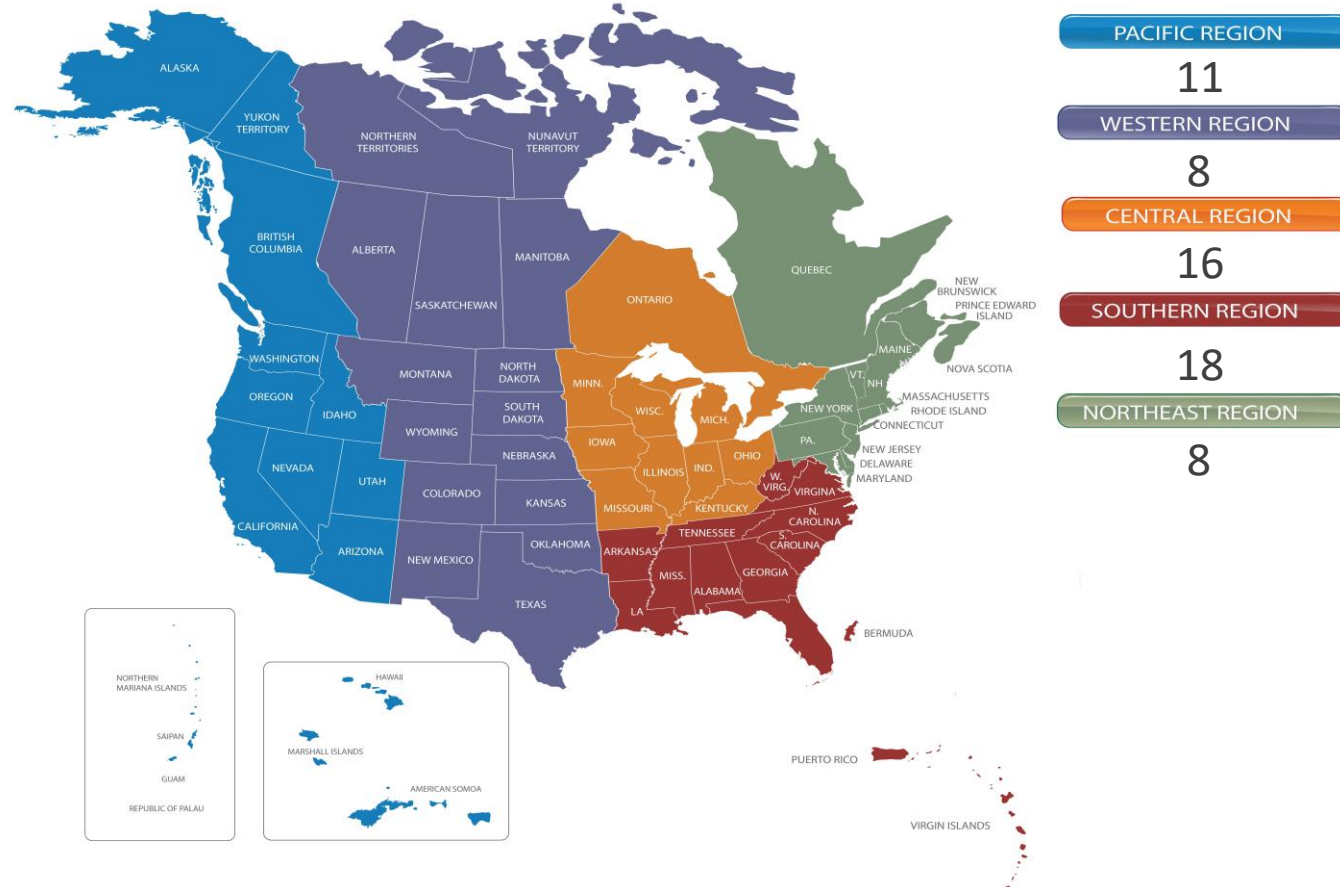 PACIFIC REGION
11
WESTERN REGION
8
CENTRAL REGION
16
SOUTHERN REGION
18
NORTHEAST REGION
8
ALASKA
YUKON
TERRITORY
NORTHERN
TERRITORIES
NUNAVUT
TERRITORY
BRITISH
COLUMBIA
ALBERTA
SASKATCHEWAN
MANITOBA
ONTARIO
QUEBEC
NEW
BRUNSWICK
PRINCE EDWARD
ISLAND
NOVA SCOTIA
MAINE
VT.
NH
MASSACHUSETTS
RHODE ISLAND
CONNECTICUT
NEW YORK
PA.
NEW JERSEY
DELAWARE
MARYLAND
WASHINGTON
OREGON
IDAHO
MONTANA
NORTH
DAKOTA
SOUTH
DAKOTA
WYOMING
NEBRASKA
NEVADA
UTAH
COLORADO
KANSAS
CALIFORNIA
ARIZONA
NEW MEXICO
OKLAHOMA
TEXAS
MINN.
WISC.
MICH.
IOWA
ILLINOIS
IND.
OHIO
MISSOURI
KENTUCKY
W.
VIRG.
VIRGINA
N.
CAROLINA
TENNESSEE
S.
CAROLINA
ARKANSAS
MISS.
ALABAMA
GEORGIA
LA
BERMUDA
PUERTO RICO
VIRGIN ISLANDS
NORTHERN
MARIANA ISLANDS
SAIPAN
GUAM
REPUBLIC OF PALAU
HAWAII
MARSHALL ISLANDS
AMERICAN SOMOA